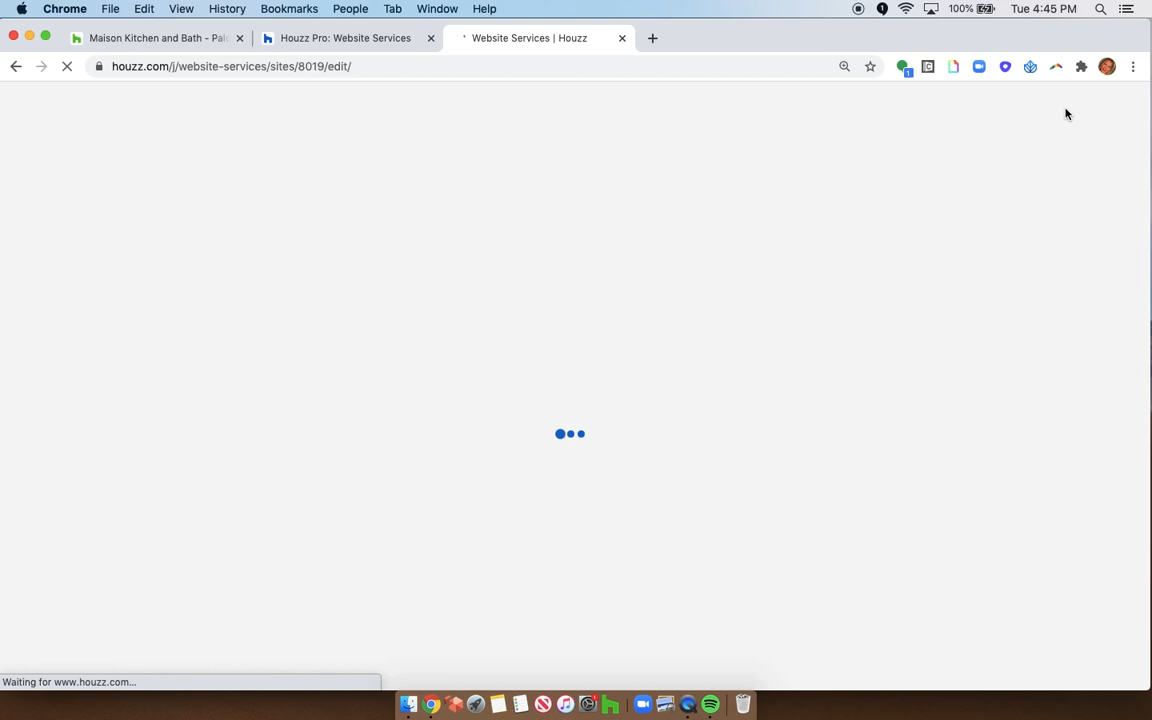 Chrome File Edit View History Bookmarks People Tab Window Help 100% Tue 4:45 PM
Maison Kitchen and Bath - Pal
Houzz Pro: Website Services
Website Services | Houzz
houzz.com/j/website-services/sites/8019/edit/
1
Waiting for www.houzz.com...